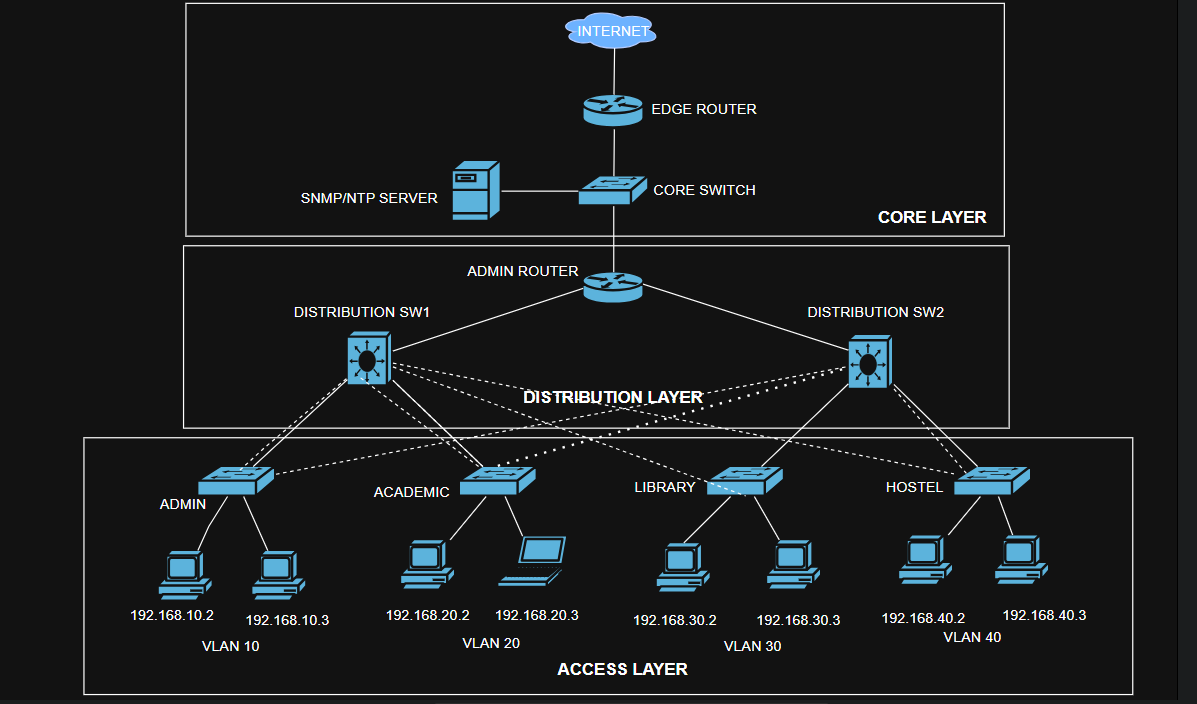 INTERNET
EDGE ROUTER
SNMP/NTP SERVER
CORE SWITCH
CORE LAYER
ADMIN ROUTER
DISTRIBUTION SW1
DISTRIBUTION SW2
DISTRIBUTION LAYER
ADMIN
ACADEMIC
LIBRARY
HOSTEL
192.168.10.2
192.168.10.3
192.168.20.2
192.168.20.3
192.168.30.2
192.168.30.3
192.168.40.2
192.168.40.3
VLAN 10
VLAN 20
VLAN 30
VLAN 40
ACCESS LAYER